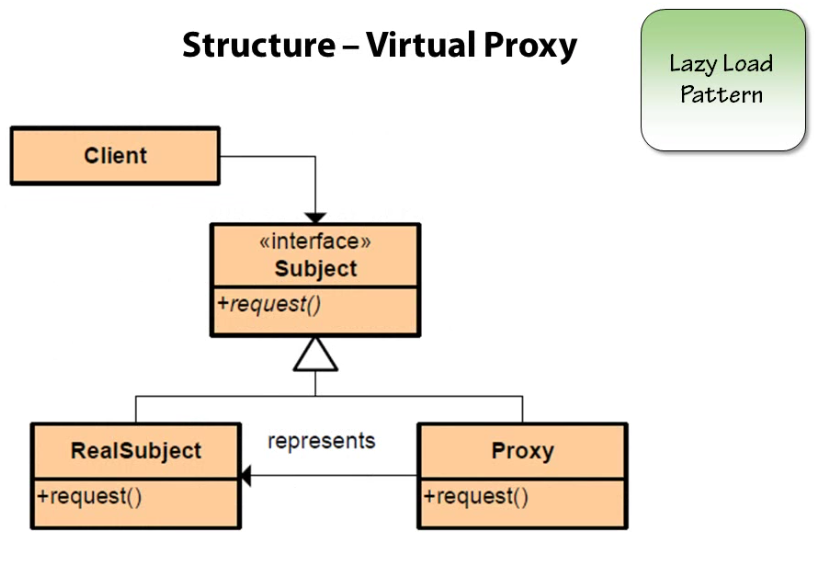 Structure – Virtual Proxy
Lazy Load
Pattern
Client
«interface»
Subject
+request()
RealSubject
+request()
represents
Proxy
+request()